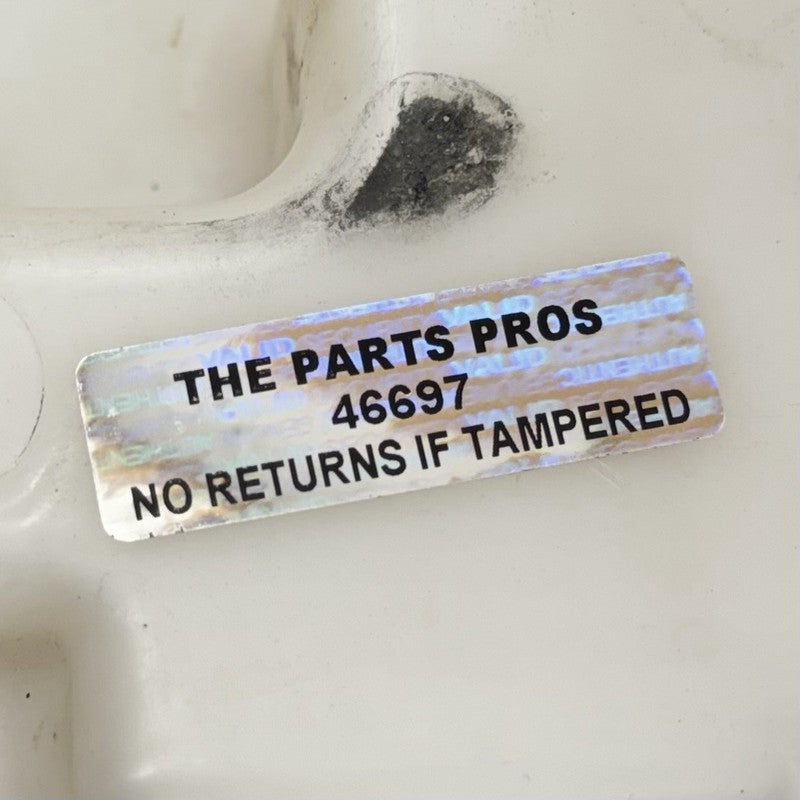 THE PARTS PROS
46697
NO RETURNS IF TAMPERED